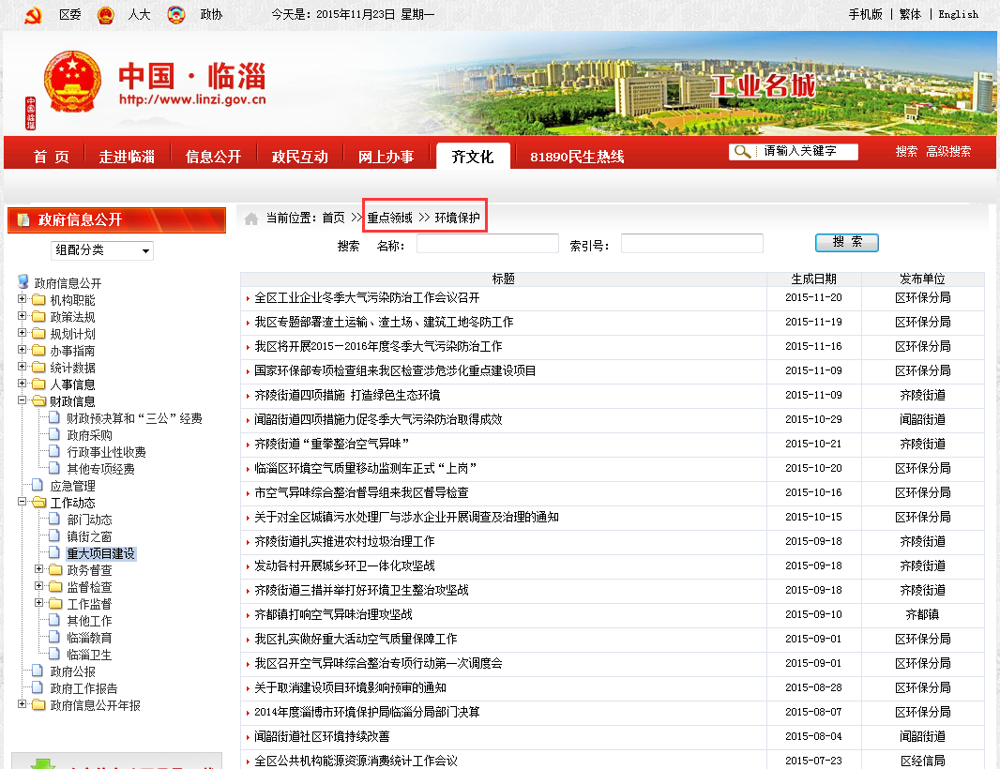 区委 人大 政协 今天是：2015年11月23日 星期一 手机版 | 繁体 | English
中国·临淄
http://www.linzi.gov.cn
中国临淄
工业名城
首 页 走进临淄 信息公开 政民互动 网上办事 齐文化 81890民生热线 请输入关键字 搜索 高级搜索
政府信息公开
组配分类
政府信息公开
机构职能
政策法规
规划计划
办事指南
统计数据
人事信息
财政信息
财政预决算和“三公”经费
政府采购
行政事业性收费
其他专项经费
应急管理
工作动态
部门动态
镇街之窗
重大项目建设
政务督查
监督检查
工作监督
其他工作
临淄教育
临淄卫生
政府公报
政府工作报告
政府信息公开年报
当前位置：首页 >>重点领域 >> 环境保护
搜索 名称： 索引号： 搜 索
标题 生成日期 发布单位
全区工业企业冬季大气污染防治工作会议召开 2015-11-20 区环保分局
我区专题部署渣土运输、渣土场、建筑工地冬防工作 2015-11-19 区环保分局
我区将开展2015－2016年度冬季大气污染防治工作 2015-11-16 区环保分局
国家环保部专项检查组来我区检查涉危涉化重点建设项目 2015-11-09 区环保分局
齐陵街道四项措施 打造绿色生态环境 2015-11-09 齐陵街道
闻韶街道四项措施力促冬季大气污染防治取得成效 2015-10-29 闻韶街道
齐陵街道“重拳整治空气异味” 2015-10-21 齐陵街道
临淄区环境空气质量移动监测车正式“上岗” 2015-10-20 区环保分局
市空气异味综合整治督导组来我区督导检查 2015-10-16 区环保分局
关于对全区城镇污水处理厂与涉水企业开展调查及治理的通知 2015-10-15 区环保分局
齐陵街道扎实推进农村垃圾治理工作 2015-09-18 齐陵街道
发动各村开展城乡环卫一体化攻坚战 2015-09-18 齐陵街道
齐陵街道三措并举打好环境卫生整治攻坚战 2015-09-18 齐陵街道
齐都镇打响空气异味治理攻坚战 2015-09-10 齐都镇
我区扎实做好重大活动空气质量保障工作 2015-09-01 区环保分局
我区召开空气异味综合整治专项行动第一次调度会 2015-09-01 区环保分局
关于取消建设项目环境影响预审的通知 2015-08-28 区环保分局
2014年度淄博市环境保护局临淄分局部门决算 2015-08-07 区环保分局
闻韶街道社区环境持续改善 2015-08-04 闻韶街道
全区公共机构能源资源消费统计工作会议 2015-07-23 区经信局